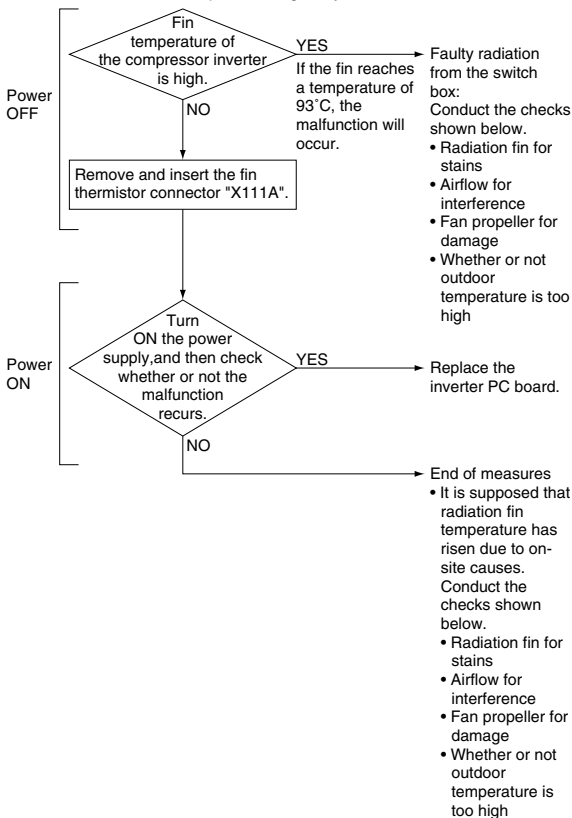 Fin
temperature of
the compressor inverter
is high.
YES
If the fin reaches
a temperature of
93˚C, the
malfunction will
occur.
Faulty radiation
from the switch
box:
Conduct the checks
shown below.
• Radiation fin for
stains
• Airflow for
interference
• Fan propeller for
damage
• Whether or not
outdoor
temperature is too
high
Power
OFF
NO
Remove and insert the fin
thermistor connector "X111A".
Power
ON
Turn
ON the power
supply,and then check
whether or not the
malfunction
recurs.
YES
Replace the
inverter PC board.
NO
End of measures
• It is supposed that
radiation fin
temperature has
risen due to on-
site causes.
Conduct the
checks shown
below.
• Radiation fin for
stains
• Airflow for
interference
• Fan propeller for
damage
• Whether or not
outdoor
temperature is
too high